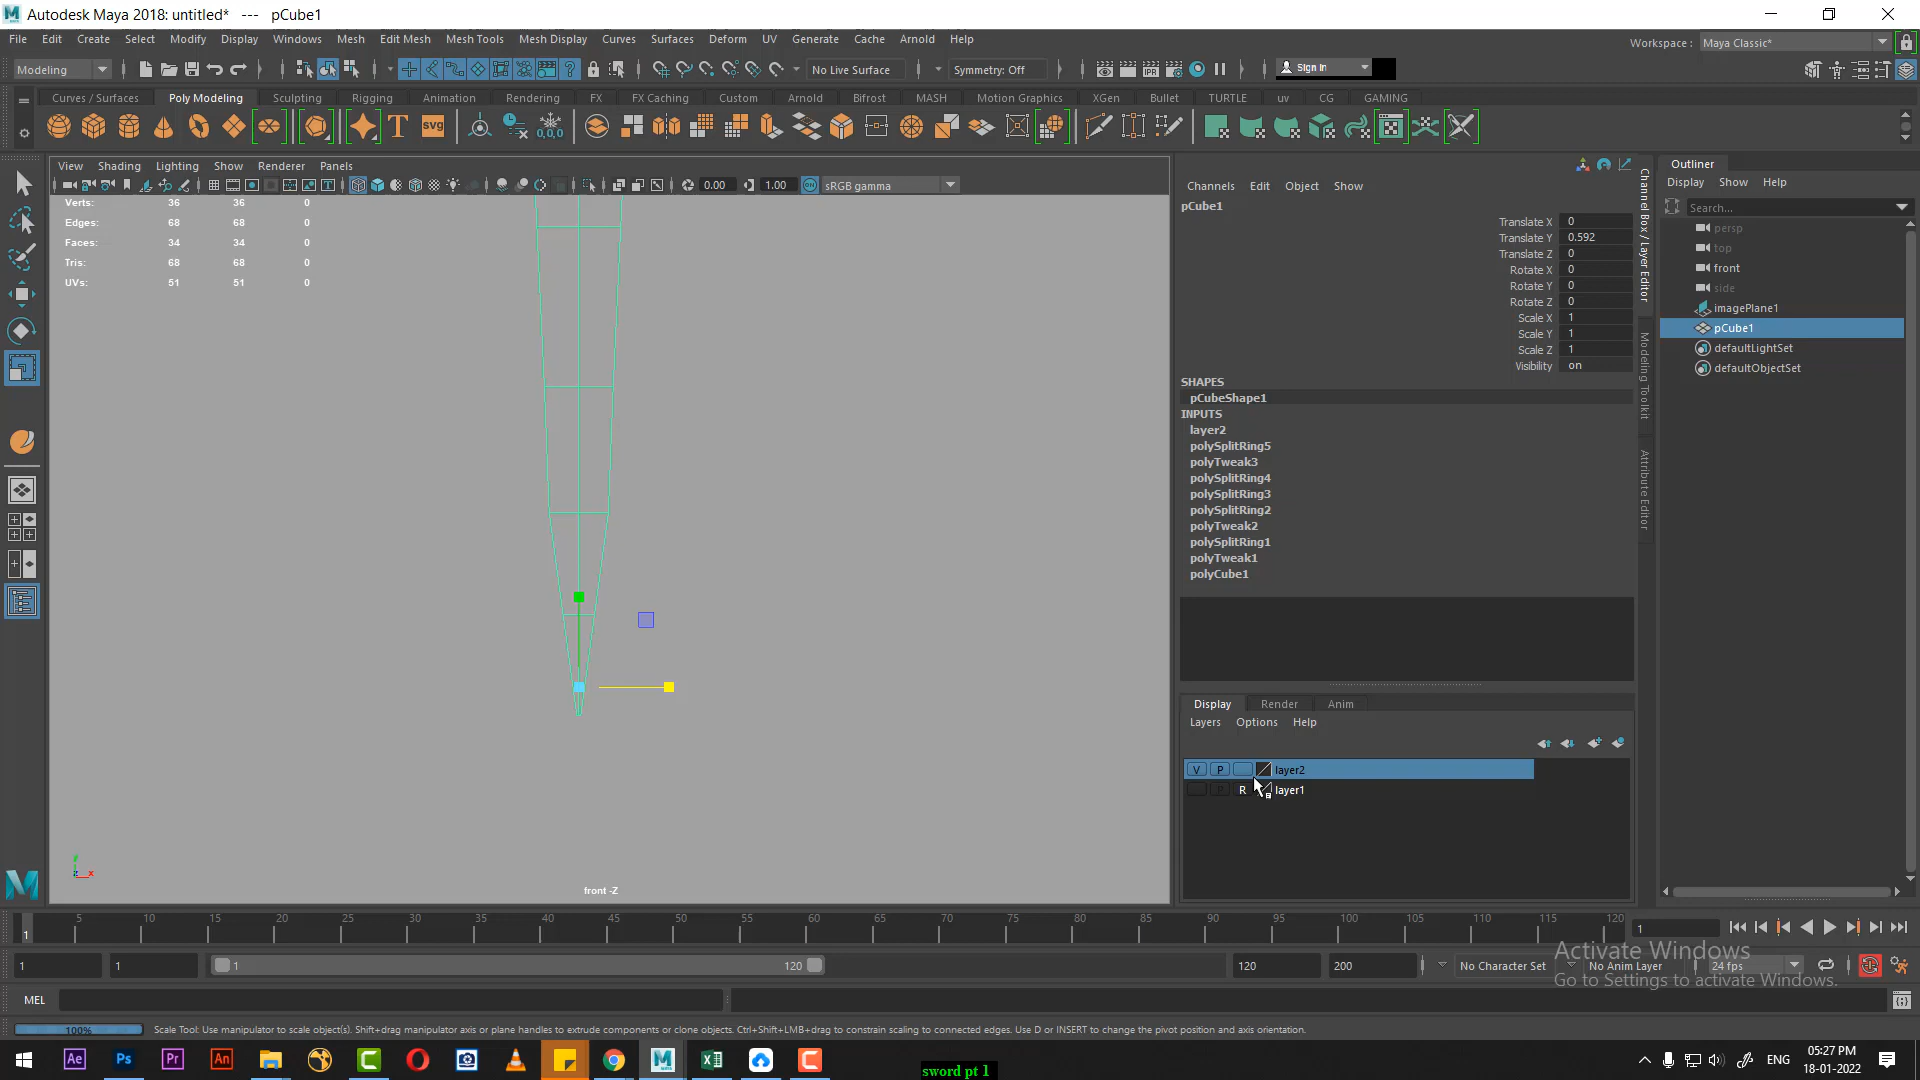 Autodesk Maya 2018: untitled*   ---   pCube1
File Edit Create Select Modify Display Windows Mesh Edit Mesh Mesh Tools Mesh Display Curves Surfaces Deform UV Generate Cache Arnold Help
Workspace : Maya Classic*
Modeling No Live Surface Symmetry: Off Sign In
Curves / Surfaces Poly Modeling Sculpting Rigging Animation Rendering FX FX Caching Custom Arnold Bifrost MASH Motion Graphics XGen Bullet TURTLE uv CG GAMING
View Shading Lighting Show Renderer Panels
0.00 1.00 sRGB gamma
Verts: 36 36 0
Edges: 68 68 0
Faces: 34 34 0
Tris: 68 68 0
UVs: 51 51 0
front -Z
Channels Edit Object Show
pCube1
Translate X 0
Translate Y 0.592
Translate Z 0
Rotate X 0
Rotate Y 0
Rotate Z 0
Scale X 1
Scale Y 1
Scale Z 1
Visibility on
SHAPES
pCubeShape1
INPUTS
layer2
polySplitRing5
polyTweak3
polySplitRing4
polySplitRing3
polySplitRing2
polyTweak2
polySplitRing1
polyTweak1
polyCube1
Display Render Anim
Layers Options Help
V P layer2
R layer1
Channel Box / Layer Editor
Modeling Toolkit
Attribute Editor
Outliner
Display Show Help
Search...
persp
top
front
side
imagePlane1
pCube1
defaultLightSet
defaultObjectSet
5 10 15 20 25 30 35 40 45 50 55 60 65 70 75 80 85 90 95 100 105 110 115 120
1 1
1 1 1 120 120 200 No Character Set No Anim Layer 24 fps
Activate Windows
Go to Settings to activate Windows.
MEL
100% Scale Tool: Use manipulator to scale object(s). Shift+drag manipulator axis or plane handles to extrude components or clone objects. Ctrl+Shift+LMB+drag to constrain scaling to connected edges. Use D or INSERT to change the pivot position and axis orientation.
sword pt 1
ENG
05:27 PM
18-01-2022